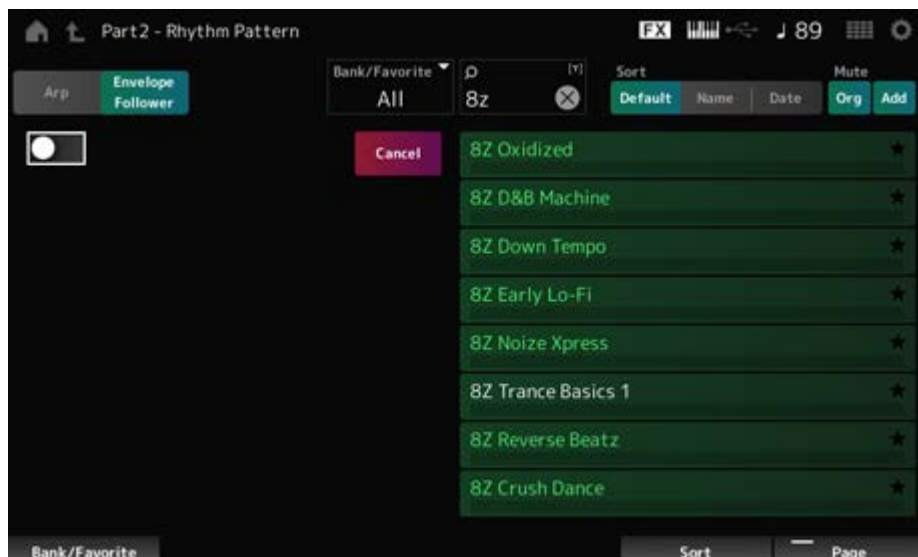 Part2 - Rhythm Pattern
FX
♩ 89
Arp
Envelope
Follower
Bank/Favorite
All
[Y]
8z
Sort
Default Name Date
Mute
Org Add
Cancel
8Z Oxidized
8Z D&B Machine
8Z Down Tempo
8Z Early Lo-Fi
8Z Noize Xpress
8Z Trance Basics 1
8Z Reverse Beatz
8Z Crush Dance
Bank/Favorite
Sort
Page